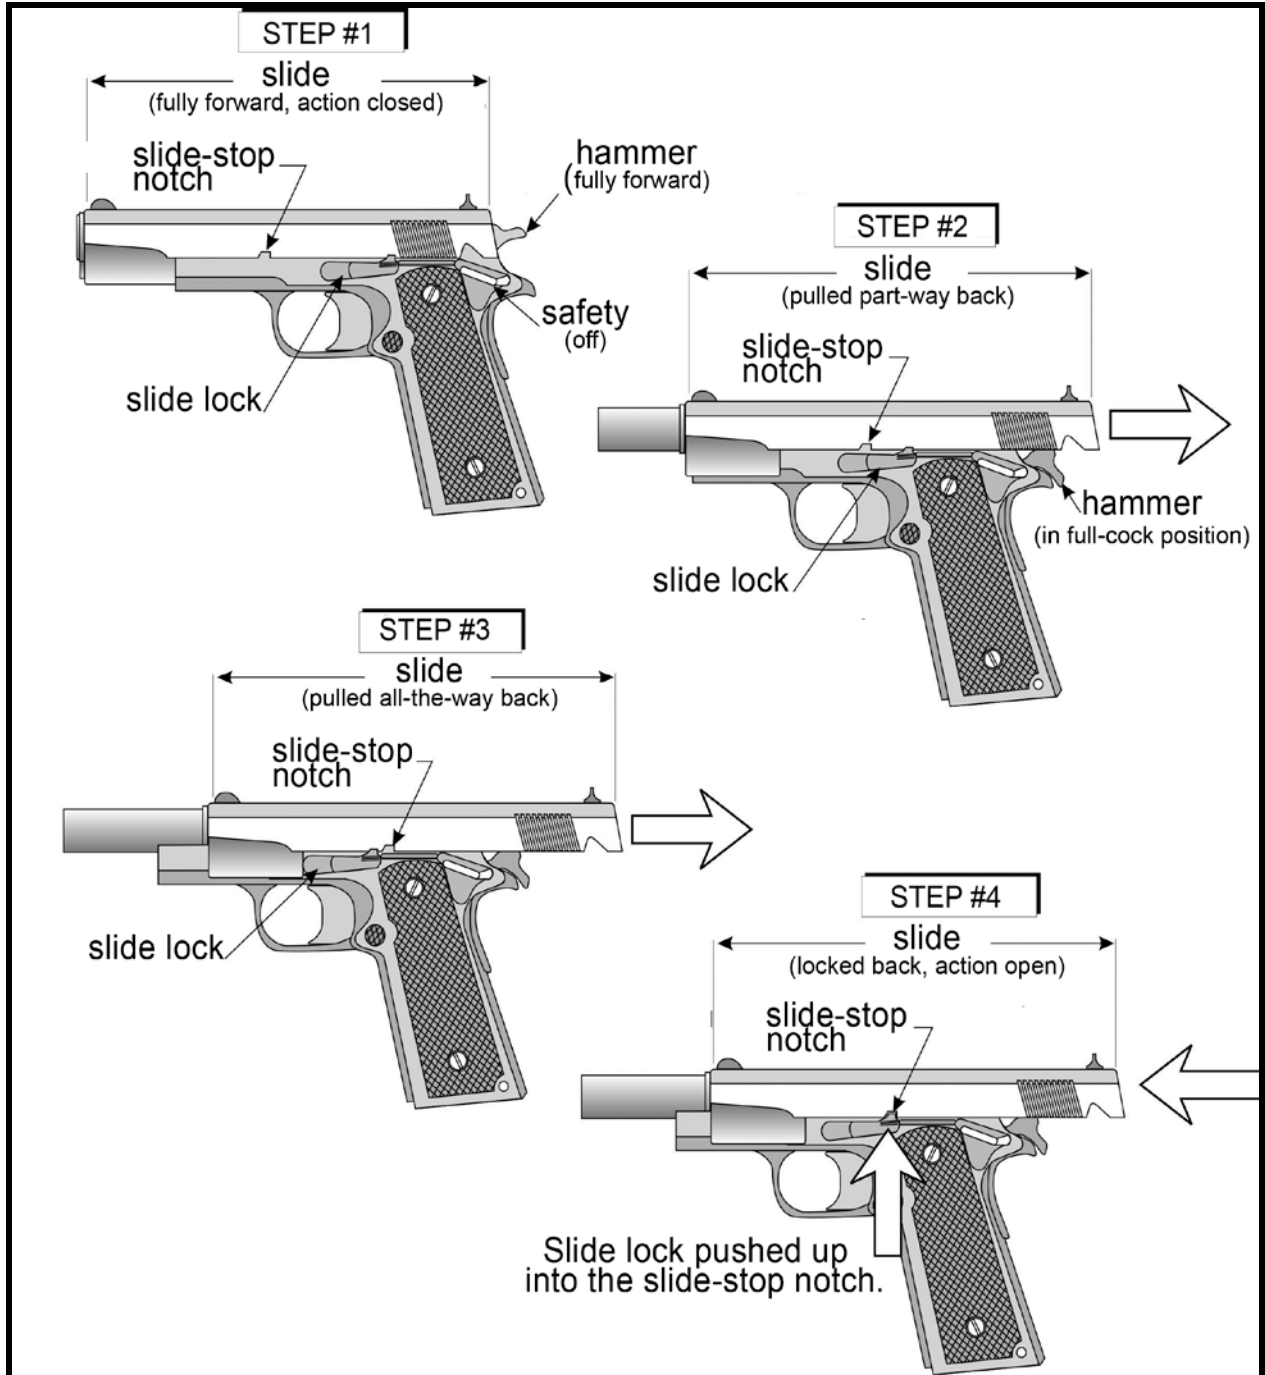 STEP #1
slide
(fully forward, action closed)
slide-stop
notch
hammer
(fully forward)
safety
(off)
slide lock
STEP #2
slide
(pulled part-way back)
slide-stop
notch
hammer
(in full-cock position)
slide lock
STEP #3
slide
(pulled all-the-way back)
slide-stop
notch
slide lock
STEP #4
slide
(locked back, action open)
slide-stop
notch
Slide lock pushed up
into the slide-stop notch.